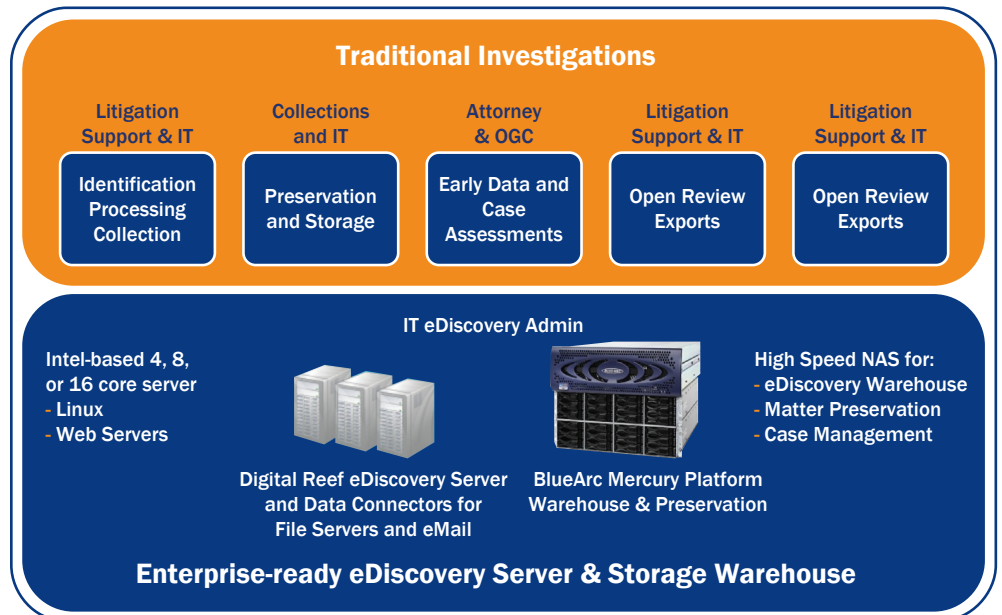 Traditional Investigations
Litigation
Support & IT
Identification
Processing
Collection
Collections
and IT
Preservation
and Storage
Attorney
& OGC
Early Data and
Case
Assessments
Litigation
Support & IT
Open Review
Exports
Litigation
Support & IT
Open Review
Exports
IT eDiscovery Admin
Intel-based 4, 8,
or 16 core server
- Linux
- Web Servers
Digital Reef eDiscovery Server
and Data Connectors for
File Servers and eMail
BlueArc Mercury Platform
Warehouse & Preservation
High Speed NAS for:
- eDiscovery Warehouse
- Matter Preservation
- Case Management
Enterprise-ready eDiscovery Server & Storage Warehouse